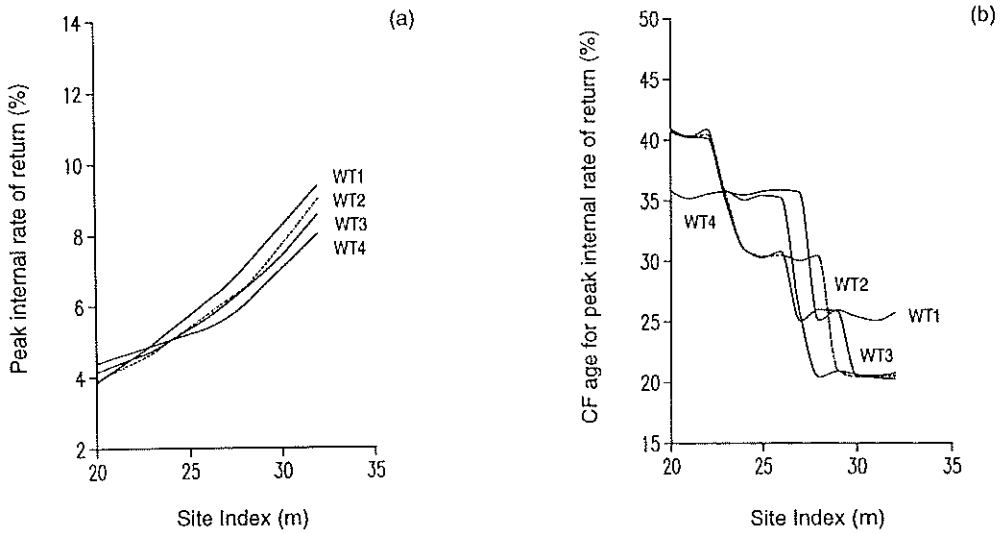 (a)
Peak internal rate of return (%)
14
12
10
8
6
4
2
WT1
WT2
WT3
WT4
20
25
30
35
Site Index (m)
(b)
CF age for peak internal rate of return (%)
50
45
40
35
30
25
20
15
WT4
WT2
WT1
WT3
20
25
30
35
Site Index (m)